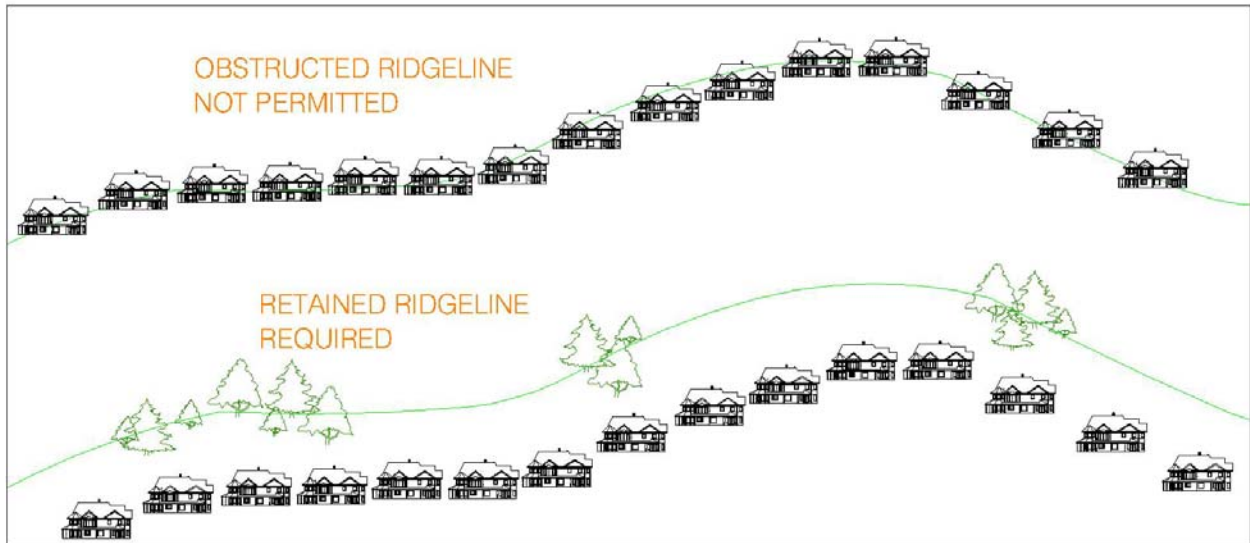 OBSTRUCTED RIDGELINE
NOT PERMITTED
RETAINED RIDGELINE
REQUIRED